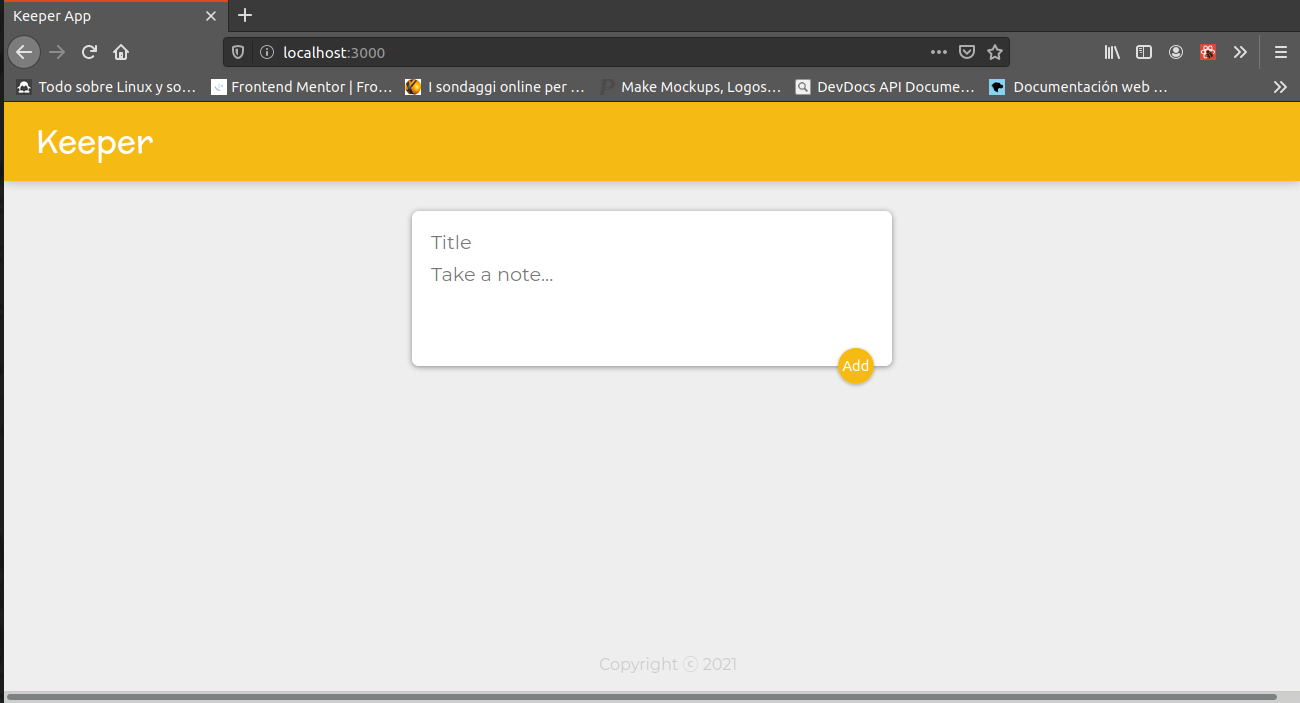 Keeper App
localhost:3000
Todo sobre Linux y so...
Frontend Mentor | Fro...
I sondaggi online per ...
Make Mockups, Logos...
DevDocs API Docume...
Documentación web ...
Keeper
Title
Take a note...
Add
Copyright ⓒ 2021